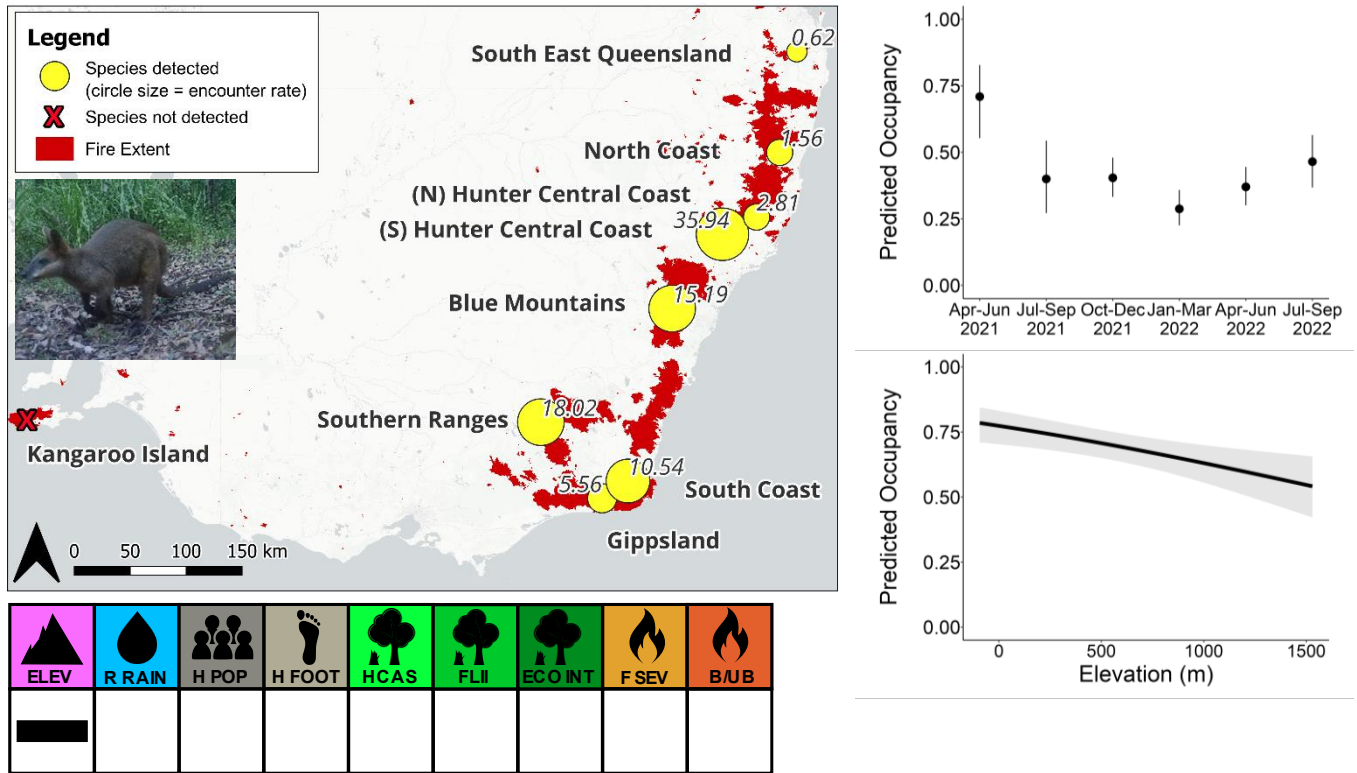 Legend
Species detected
(circle size = encounter rate)
X Species not detected
Fire Extent
South East Queensland
0.62
North Coast
1.56
(N) Hunter Central Coast
2.81
(S) Hunter Central Coast
35.94
Blue Mountains
15.19
Southern Ranges
18.02
X
Kangaroo Island
10.54
5.56
South Coast
Gippsland
0 50 100 150 km
ELEV R RAIN H POP H FOOT HCAS FLII ECO INT F SEV B/UB
Predicted Occupancy
1.00
0.75
0.50
0.25
0.00
Apr-Jun Jul-Sep Oct-Dec Jan-Mar Apr-Jun Jul-Sep
2021 2021 2021 2022 2022 2022
Predicted Occupancy
1.00
0.75
0.50
0.25
0.00
0 500 1000 1500
Elevation (m)